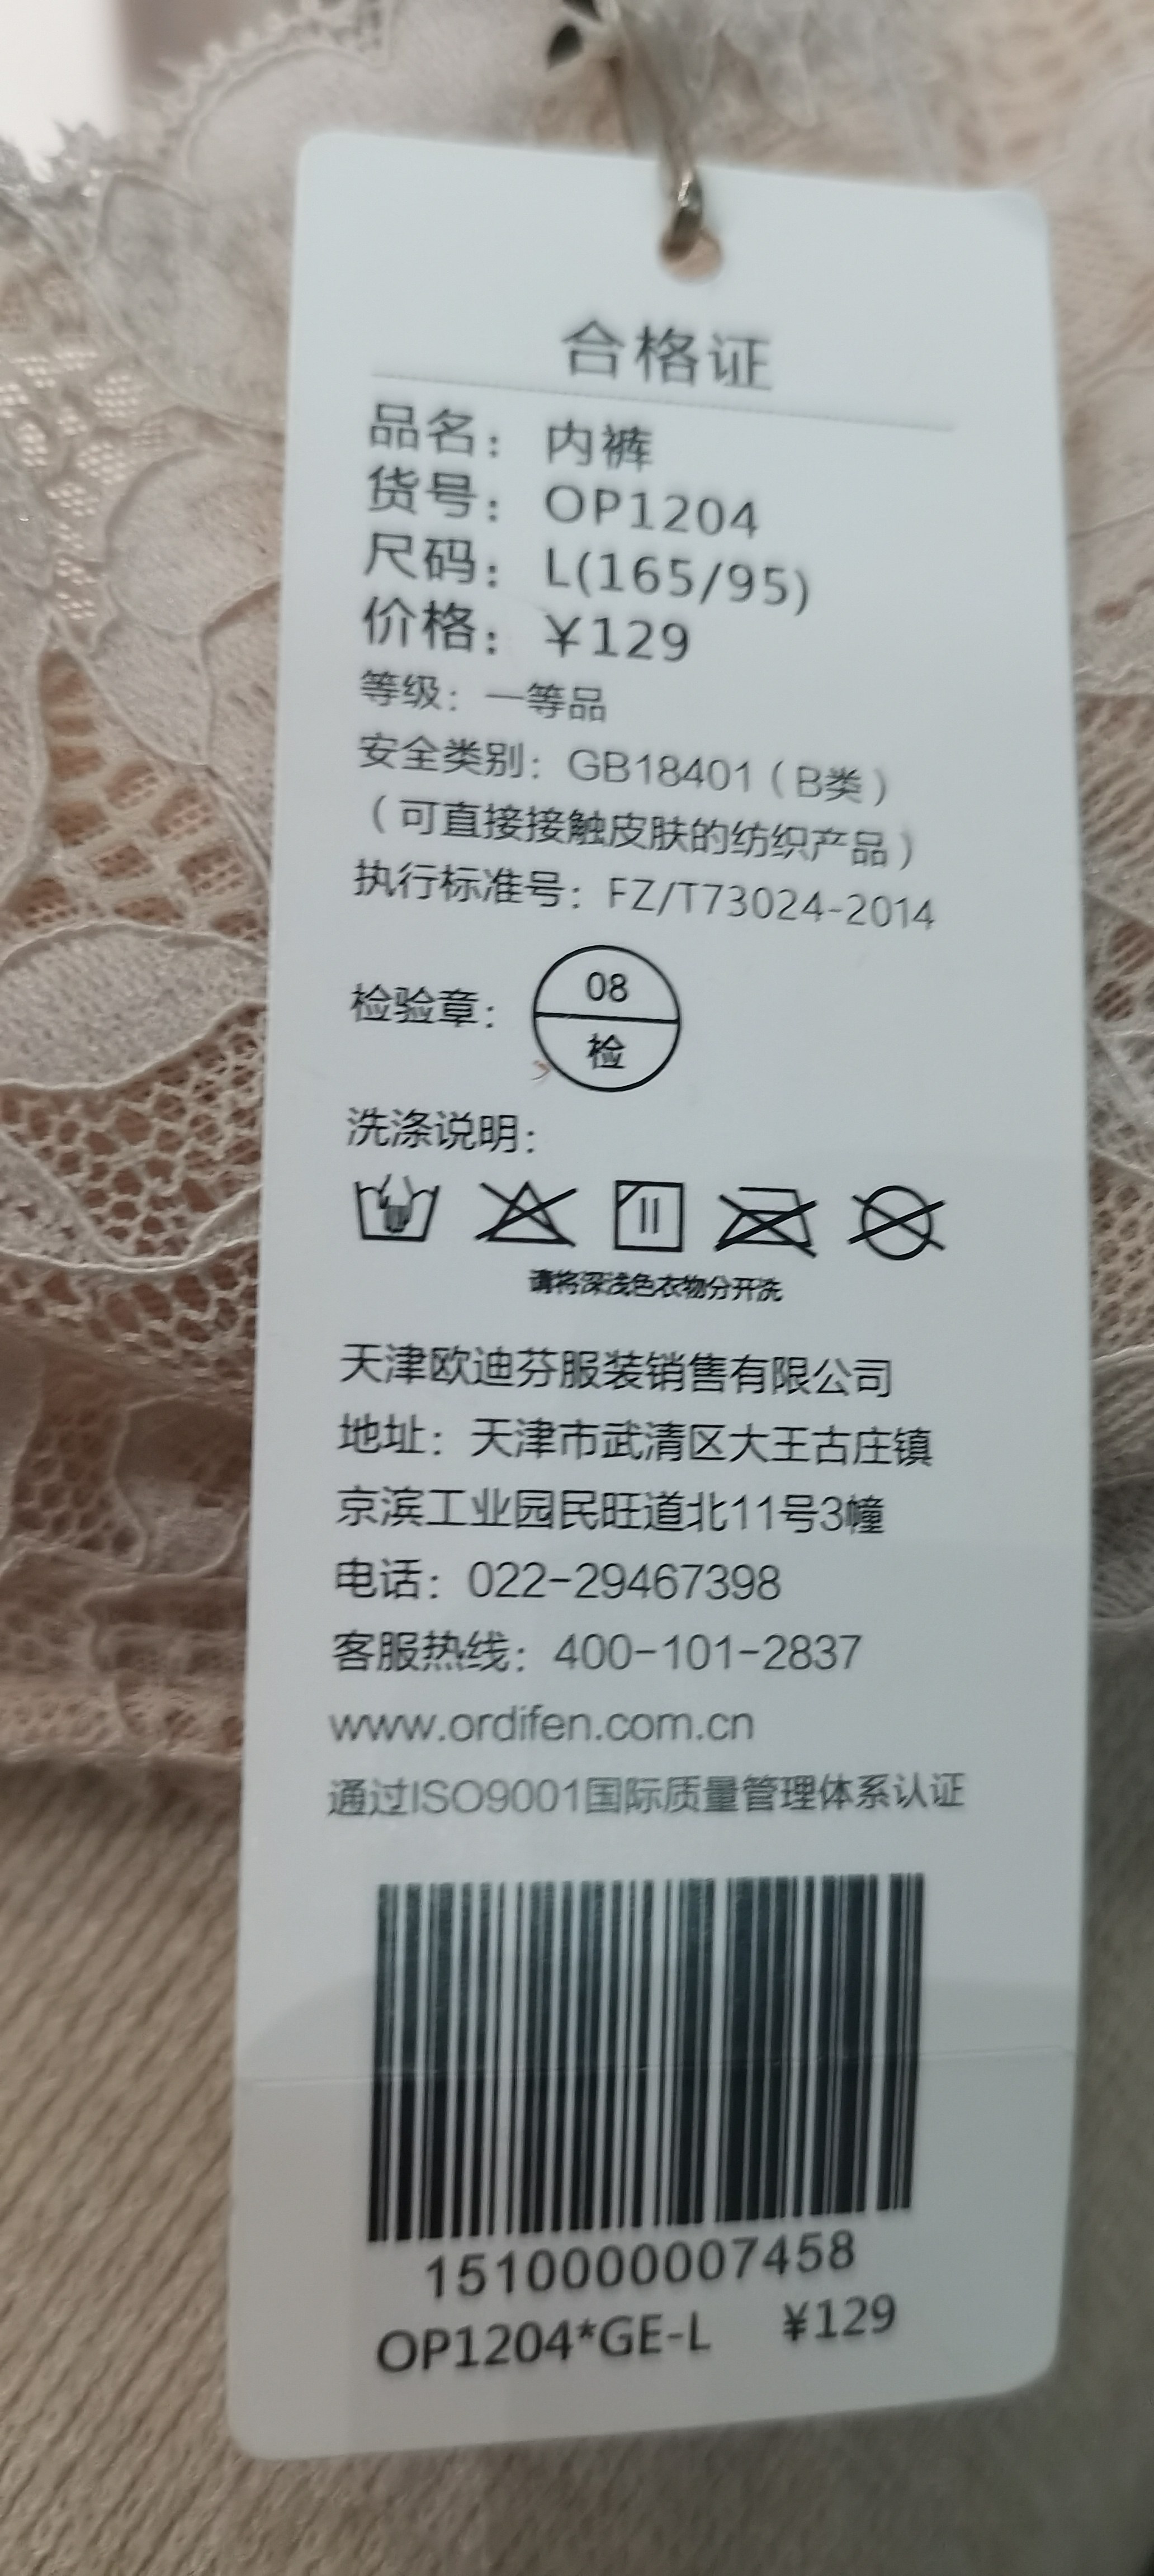 合格证
品名：内裤
货号：OP1204
尺码：L(165/95)
价格：¥129
等级：一等品
安全类别：GB18401（B类）
（可直接接触皮肤的纺织产品）
执行标准号：FZ/T73024-2014
检验章：
08
检
洗涤说明：
请将深浅色衣物分开洗
天津欧迪芬服装销售有限公司
地址：天津市武清区大王古庄镇
京滨工业园民旺道北11号3幢
电话：022-29467398
客服热线：400-101-2837
www.ordifen.com.cn
通过ISO9001国际质量管理体系认证
1510000007458
OP1204*GE-L ¥129